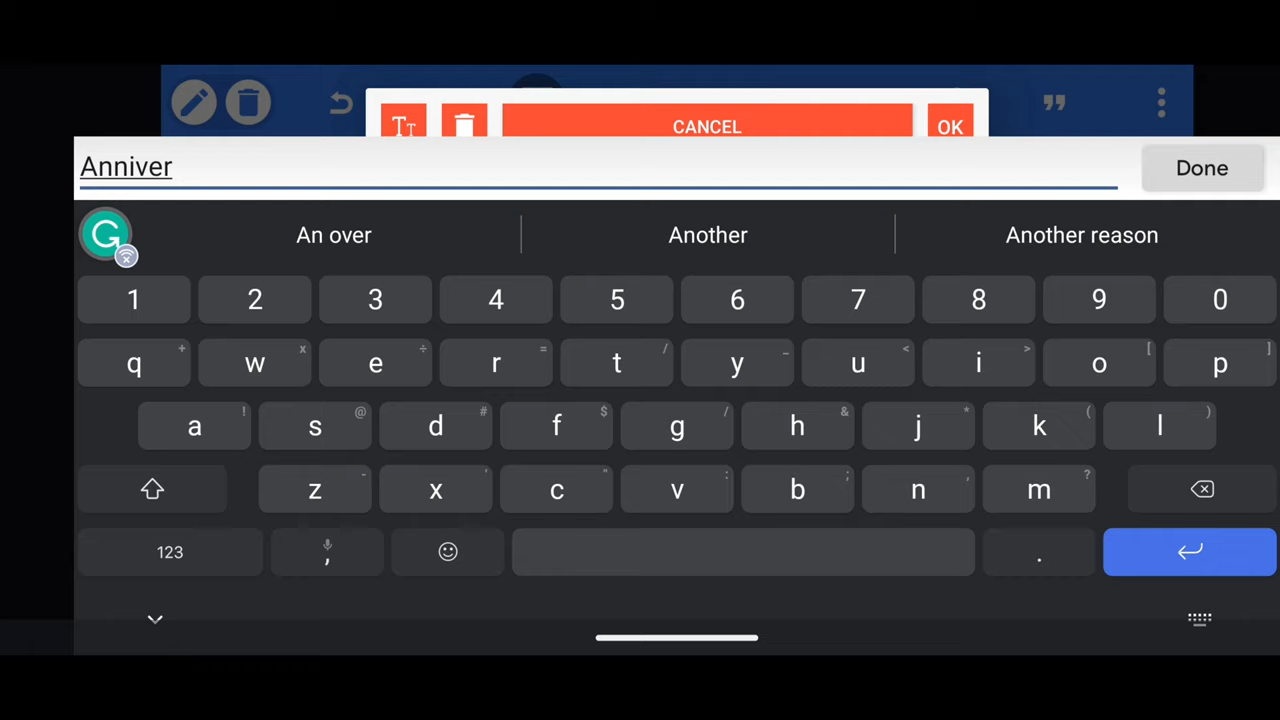 Tт CANCEL OK ”
Anniver Done
G An over Another Another reason
1 2 3 4 5 6 7 8 9 0
q + w x e ÷ r = t / y _ u < i > o [ p ]
a ! s @ d # f $ g / h & j * k ( l )
z - x ' c " v : b ; n , m ?
123 , .